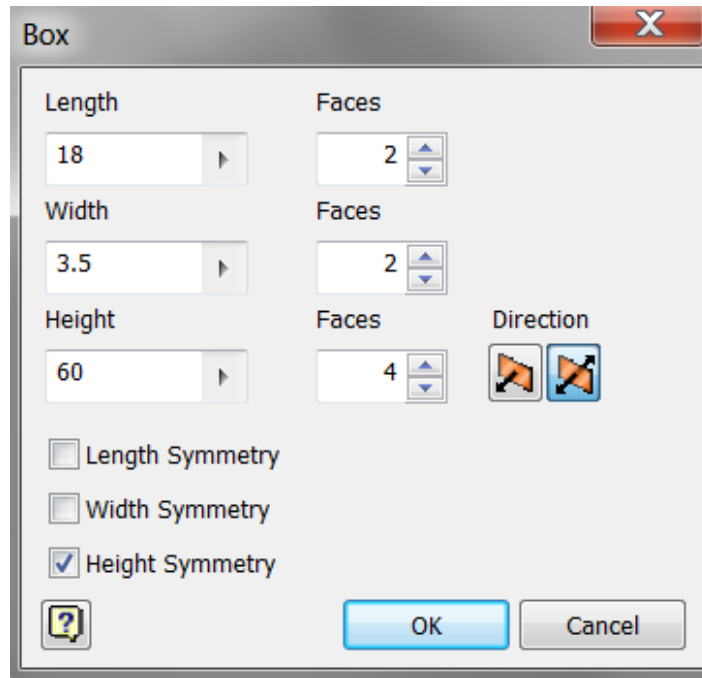 Box
Length Faces
18 2
Width Faces
3.5 2
Height Faces Direction
60 4
Length Symmetry
Width Symmetry
Height Symmetry
? OK Cancel